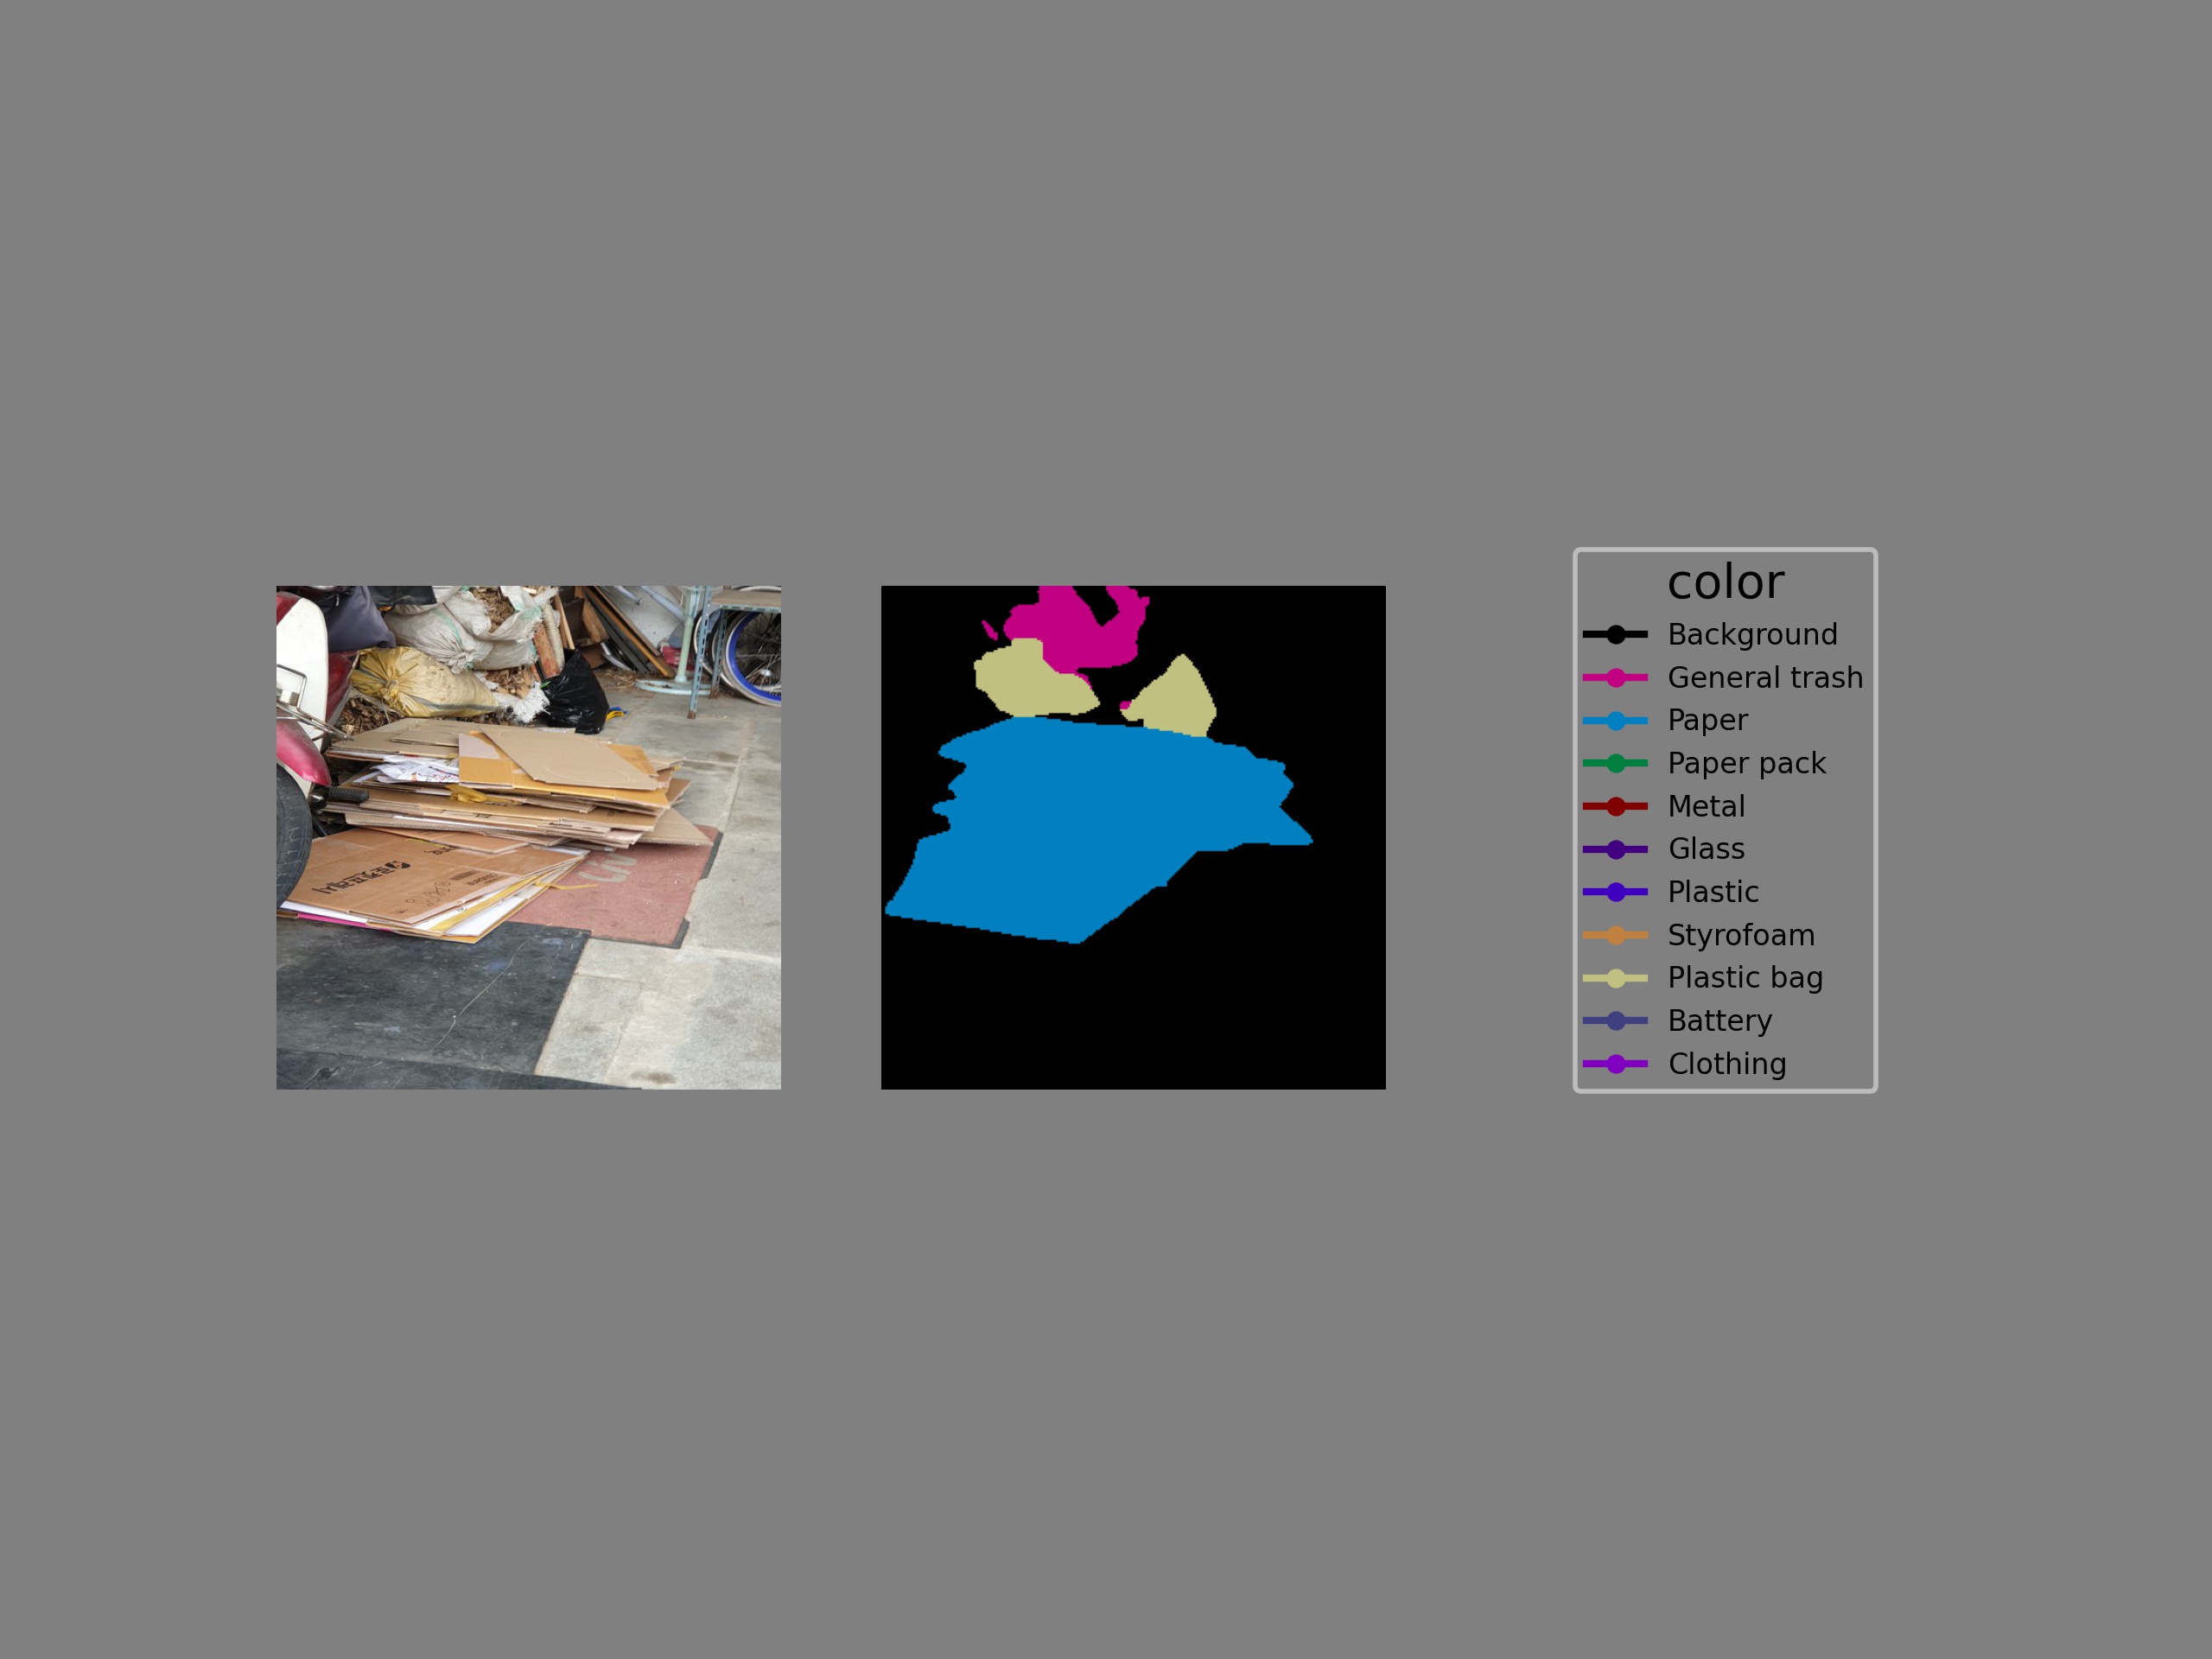 color
Background
General trash
Paper
Paper pack
Metal
Glass
Plastic
Styrofoam
Plastic bag
Battery
Clothing